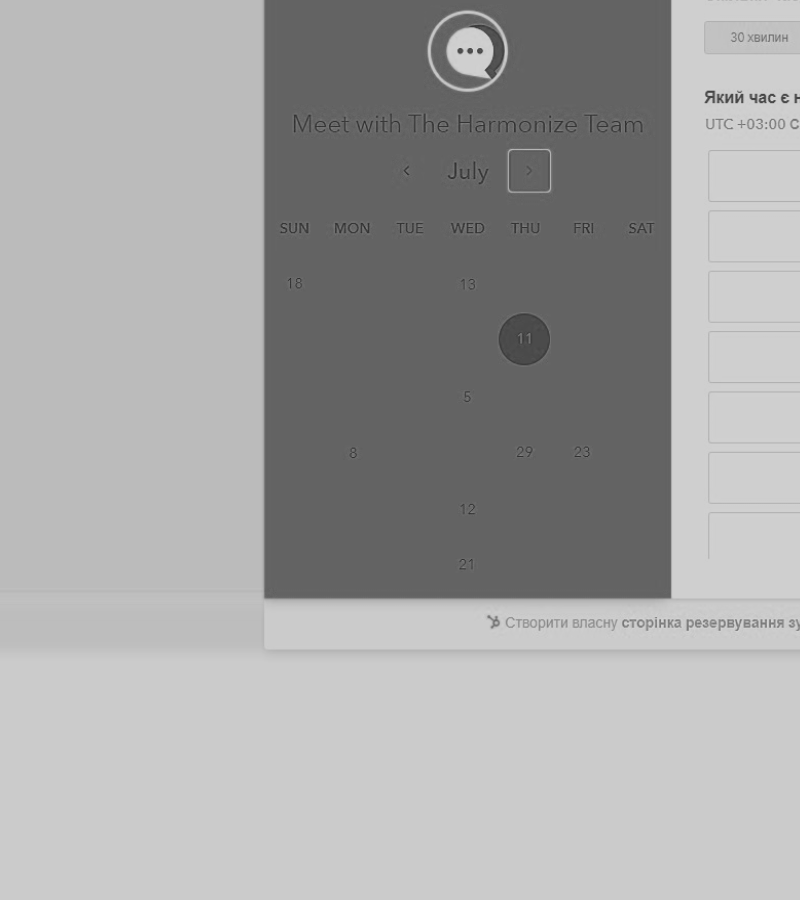 30 хвилин
Meet with The Harmonize Team
July
SUN MON TUE WED THU FRI SAT
18 13
11
5
8 29 23
12
21
Який час є
UTC +03:00
Створити власну сторінка резервування